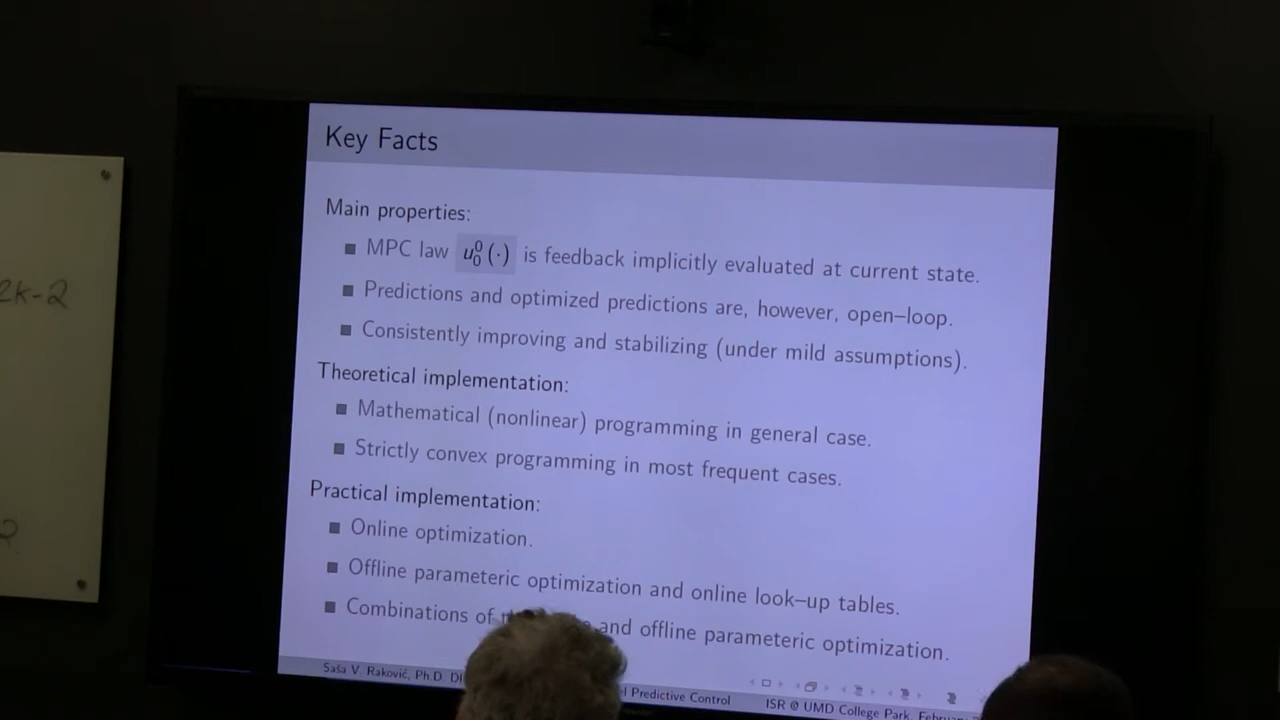 Key Facts
Main properties:
MPC law u₀⁰(·) is feedback implicitly evaluated at current state.
Predictions and optimized predictions are, however, open–loop.
Consistently improving and stabilizing (under mild assumptions).
Theoretical implementation:
Mathematical (nonlinear) programming in general case.
Strictly convex programming in most frequent cases.
Practical implementation:
Online optimization.
Offline parameteric optimization and online look–up tables.
Combinations of and offline parameteric optimization.
Saša V. Raković, Ph.D. Predictive Control ISR @ UMD College Park,
2k-2
2